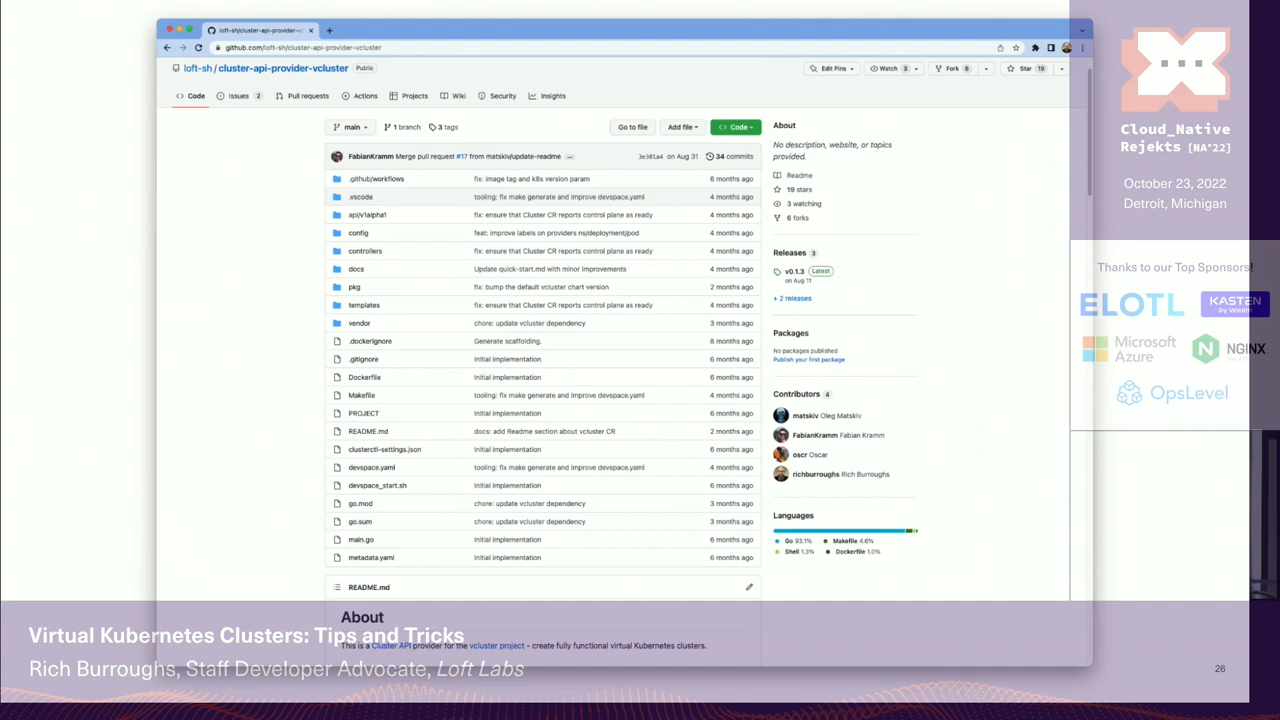 loft-sh/cluster-api-provider-vc
github.com/loft-sh/cluster-api-provider-vcluster
loft-sh / cluster-api-provider-vcluster Public
Edit Pins Watch 3 Fork 6 Star 19
Code Issues 2 Pull requests Actions Projects Wiki Security Insights
main 1 branch 3 tags Go to file Add file Code
FabianKramm Merge pull request #17 from matskiv/update-readme ... 3e301a4 on Aug 31 34 commits
.github/workflows fix: image tag and k8s version param 6 months ago
.vscode tooling: fix make generate and improve devspace.yaml 4 months ago
api/v1alpha1 fix: ensure that Cluster CR reports control plane as ready 4 months ago
config feat: improve labels on providers ns/deployment/pod 4 months ago
controllers fix: ensure that Cluster CR reports control plane as ready 4 months ago
docs Update quick-start.md with minor improvements 4 months ago
pkg fix: bump the default vcluster chart version 2 months ago
templates fix: ensure that Cluster CR reports control plane as ready 4 months ago
vendor chore: update vcluster dependency 3 months ago
.dockerignore Generate scaffolding. 8 months ago
.gitignore Initial implementation 6 months ago
Dockerfile Initial implementation 6 months ago
Makefile tooling: fix make generate and improve devspace.yaml 4 months ago
PROJECT Initial implementation 6 months ago
README.md docs: add Readme section about vcluster CR 2 months ago
clusterctl-settings.json Initial implementation 6 months ago
devspace.yaml tooling: fix make generate and improve devspace.yaml 4 months ago
devspace_start.sh Initial implementation 6 months ago
go.mod chore: update vcluster dependency 3 months ago
go.sum chore: update vcluster dependency 3 months ago
main.go Initial implementation 6 months ago
metadata.yaml Initial implementation 6 months ago
README.md
About
This is a Cluster API provider for the vcluster project - create fully functional virtual Kubernetes clusters.
About
No description, website, or topics
provided.
Readme
19 stars
3 watching
6 forks
Releases 3
v0.1.3 Latest
on Aug 11
+ 2 releases
Packages
No packages published
Publish your first package
Contributors 4
matskiv Oleg Matskiv
FabianKramm Fabian Kramm
oscr Oscar
richburroughs Rich Burroughs
Languages
Go 93.1% Makefile 4.6%
Shell 1.3% Dockerfile 1.0%
Cloud_Native
Rejekts [NA*22]
October 23, 2022
Detroit, Michigan
Thanks to our Top Sponsors!
ELOTL
KASTEN
by Veeam
Microsoft
Azure
NGINX
OpsLevel
Virtual Kubernetes Clusters: Tips and Tricks
Rich Burroughs, Staff Developer Advocate, Loft Labs
26